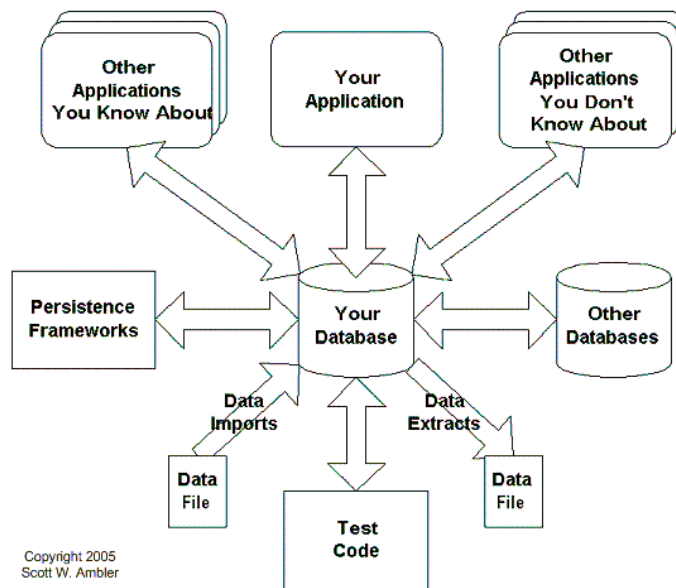 Other
Applications
You Know About
Your
Application
Other
Applications
You Don't
Know About
Persistence
Frameworks
Your
Database
Other
Databases
Data
Imports
Data
Extracts
Data
File
Data
File
Test
Code
Copyright 2005
Scott W. Ambler